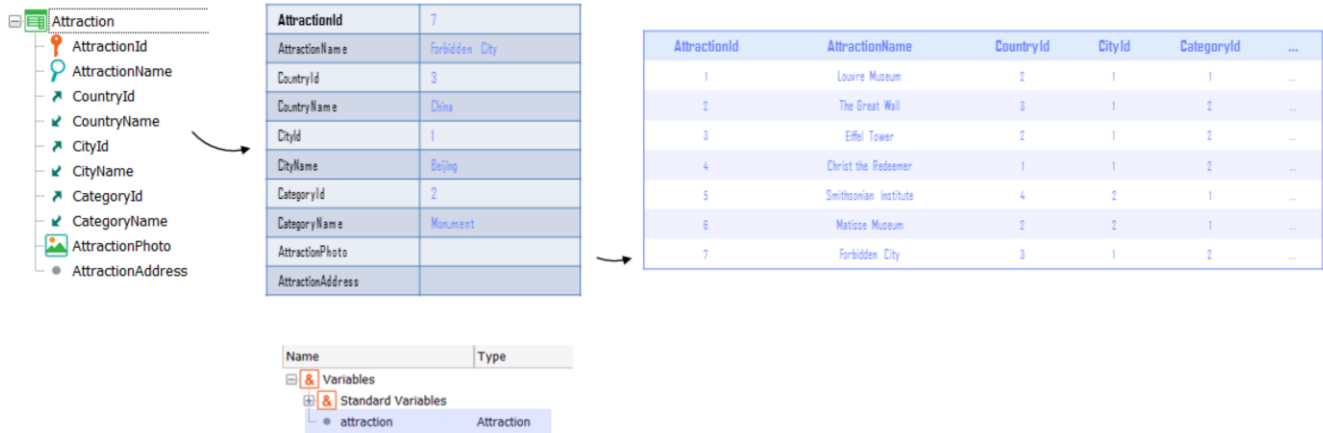 Attraction
AttractionId
AttractionName
CountryId
CountryName
CityId
CityName
CategoryId
CategoryName
AttractionPhoto
AttractionAddress
AttractionId 7
AttractionName Forbidden City
CountryId 3
CountryName China
CityId 1
CityName Beijing
CategoryId 2
CategoryName Monument
AttractionPhoto
AttractionAddress
AttractionId AttractionName CountryId CityId CategoryId ...
1 Louvre Museum 2 1 1 ...
2 The Great Wall 3 1 2 ...
3 Eiffel Tower 2 1 2 ...
4 Christ the Redeemer 1 1 2 ...
5 Smithsonian Institute 4 2 1 ...
6 Matisse Museum 2 2 1 ...
7 Forbidden City 3 1 2 ...
Name Type
& Variables
& Standard Variables
attraction Attraction